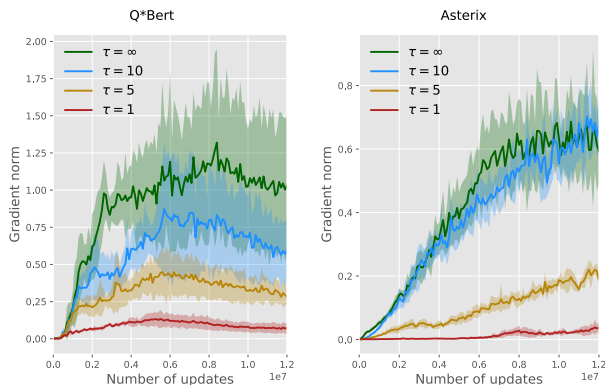 Q*Bert
2.00
1.75
1.50
1.25
1.00
0.75
0.50
0.25
0.00
Gradient norm
τ = ∞
τ = 10
τ = 5
τ = 1
0.0 0.2 0.4 0.6 0.8 1.0 1.2
1e7
Number of updates
Asterix
0.8
0.6
0.4
0.2
0.0
Gradient norm
τ = ∞
τ = 10
τ = 5
τ = 1
0.0 0.2 0.4 0.6 0.8 1.0 1.2
1e7
Number of updates